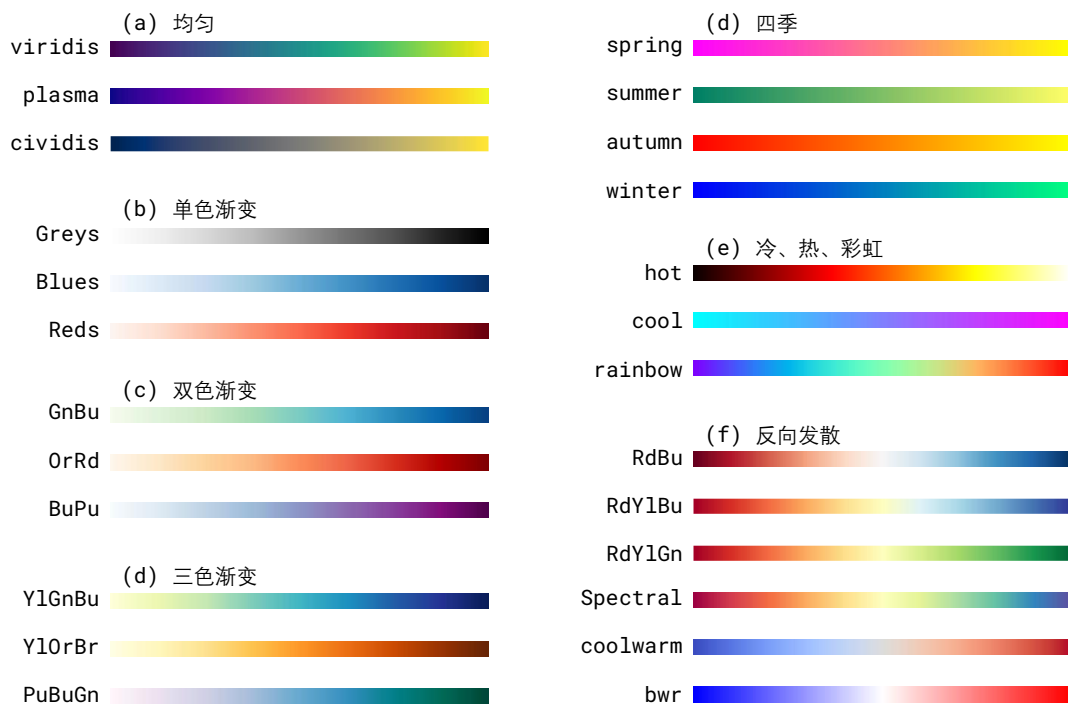 (a) 均匀
viridis
plasma
cividis
(b) 单色渐变
Greys
Blues
Reds
(c) 双色渐变
GnBu
OrRd
BuPu
(d) 三色渐变
YlGnBu
YlOrBr
PuBuGn
(d) 四季
spring
summer
autumn
winter
(e) 冷、热、彩虹
hot
cool
rainbow
(f) 反向发散
RdBu
RdYlBu
RdYlGn
Spectral
coolwarm
bwr